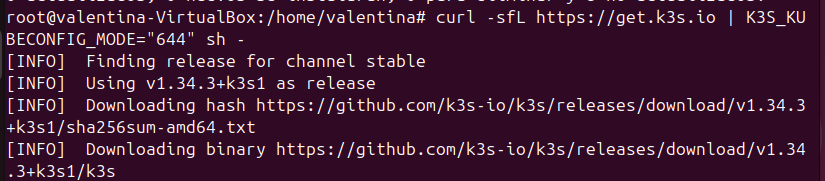 root@valentina-VirtualBox:/home/valentina# curl -sfL https://get.k3s.io | K3S_KU
BECONFIG_MODE="644" sh -
[INFO]  Finding release for channel stable
[INFO]  Using v1.34.3+k3s1 as release
[INFO]  Downloading hash https://github.com/k3s-io/k3s/releases/download/v1.34.3
+k3s1/sha256sum-amd64.txt
[INFO]  Downloading binary https://github.com/k3s-io/k3s/releases/download/v1.34
.3+k3s1/k3s